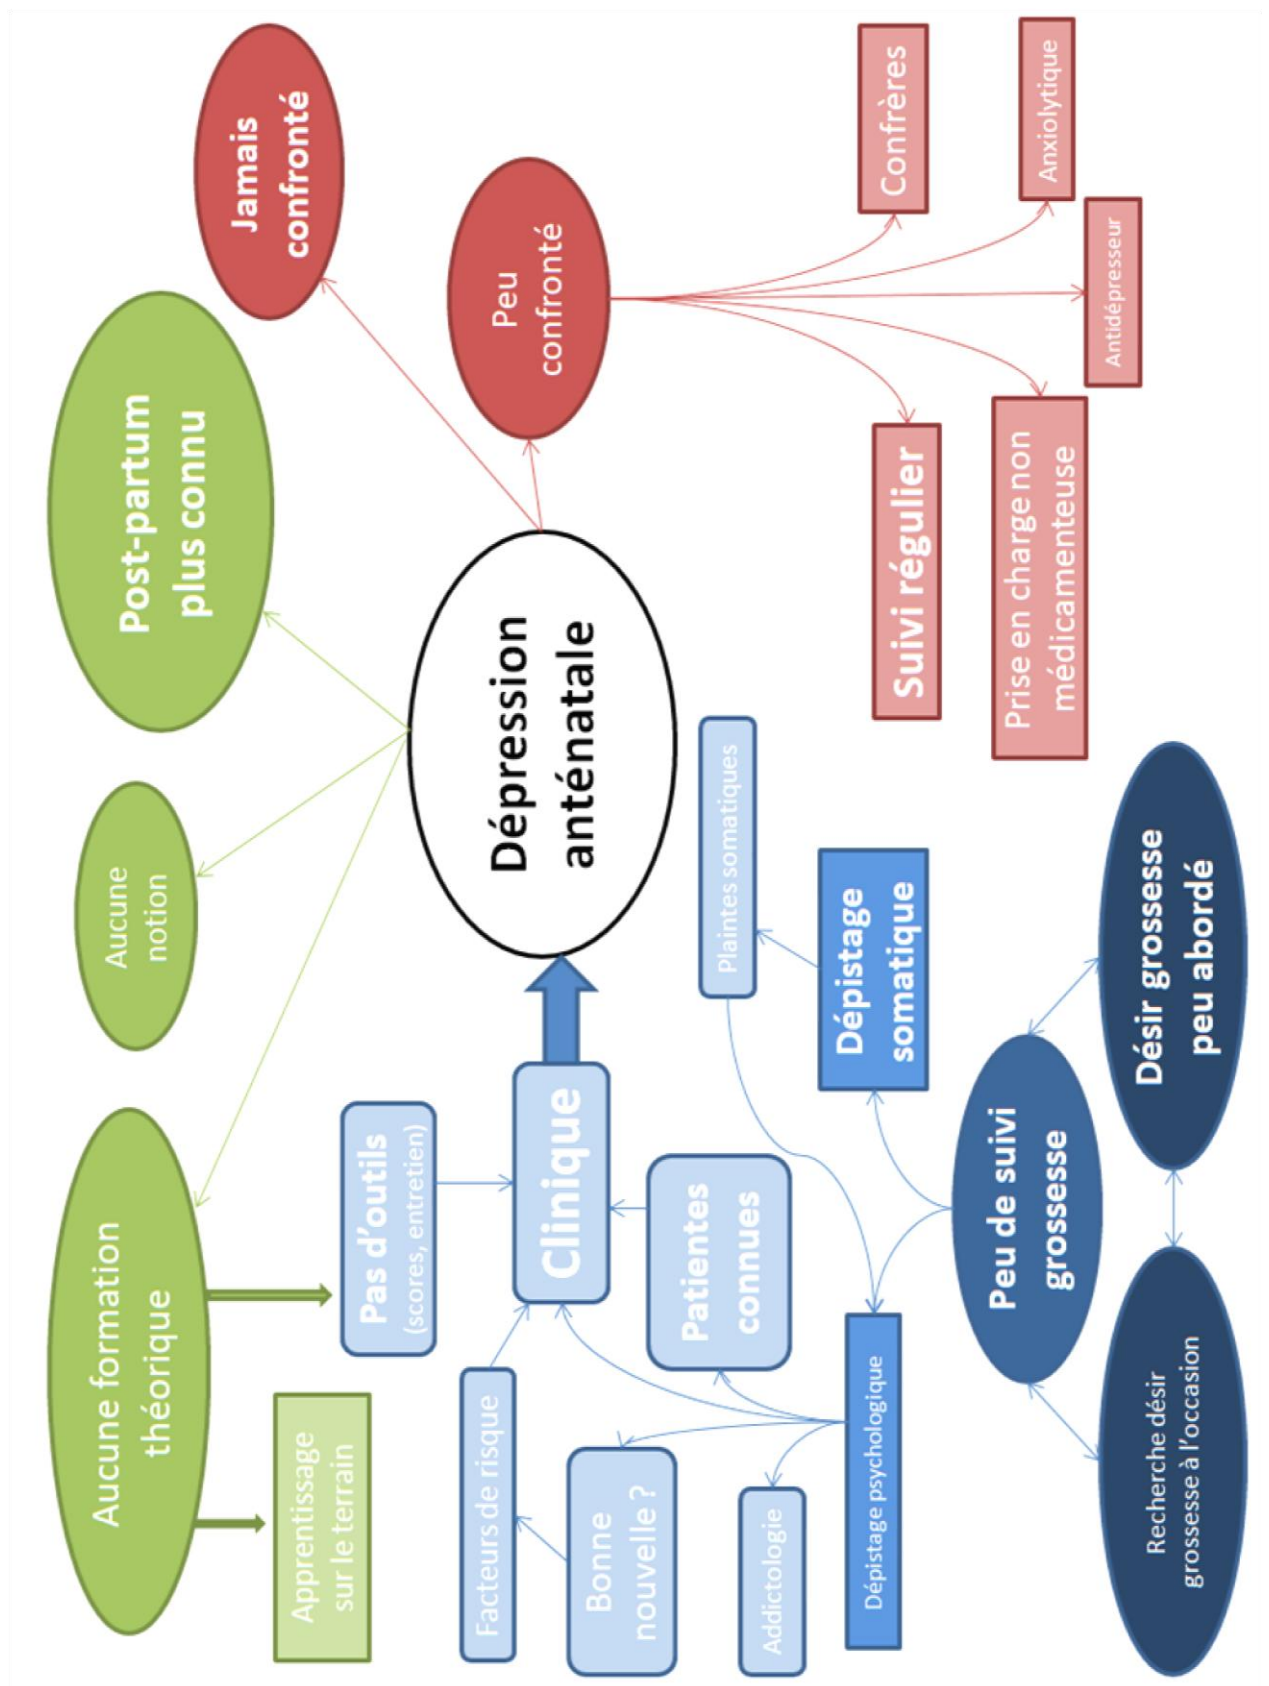 Aucune formation
théorique
Aucune
notion
Post-partum
plus connu
Jamais
confronté
Apprentissage
sur le terrain
Pas d’outils
(scores, entretien)
Facteurs de risque
Clinique
Dépression
anténatale
Peu
confronté
Bonne
nouvelle ?
Patientes
connues
Plaintes somatiques
Addictologie
Dépistage
somatique
Dépistage psychologique
Suivi régulier
Confrères
Prise en charge non
médicamenteuse
Anxiolytique
Antidépresseur
Peu de suivi
grossesse
Recherche désir
grossesse à l’occasion
Désir grossesse
peu abordé